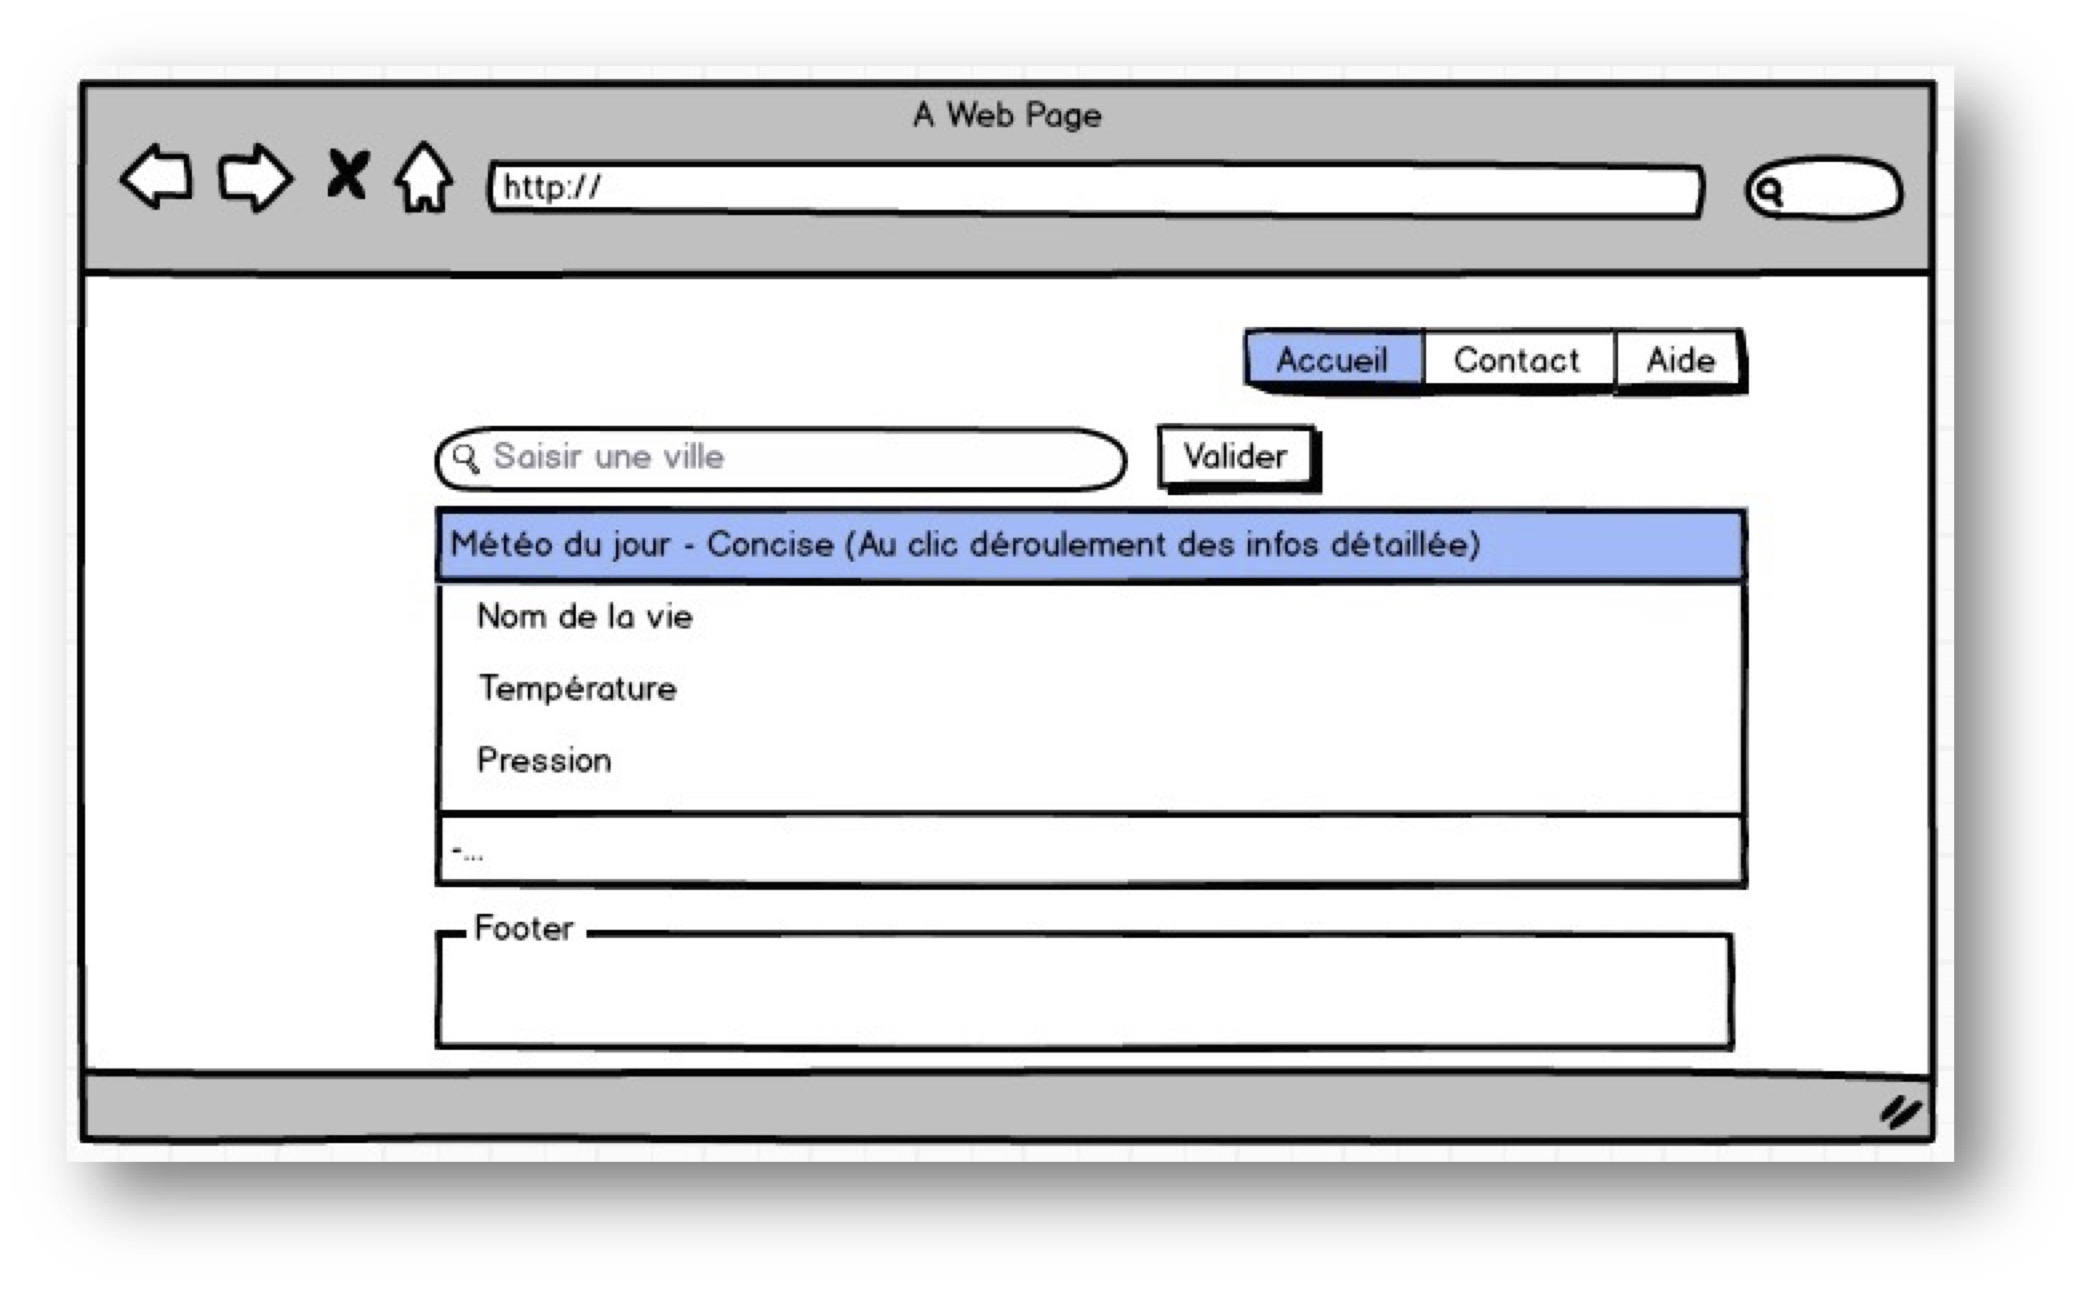 A Web Page
http://
Accueil Contact Aide
Saisir une ville Valider
Météo du jour - Concise (Au clic déroulement des infos détaillée)
Nom de la vie
Température
Pression
-...
Footer